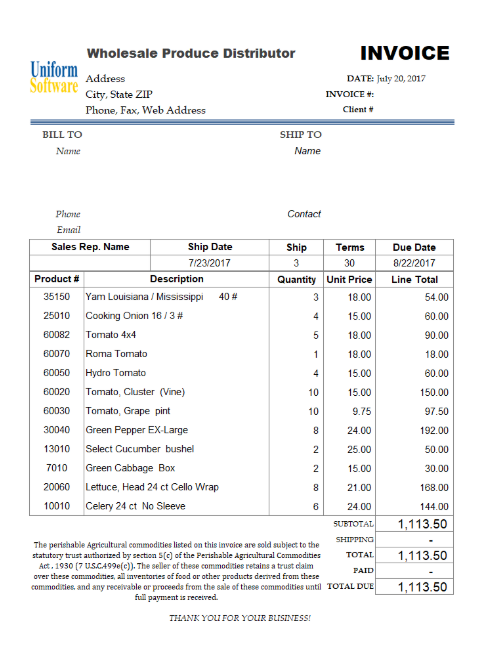 Wholesale Produce Distributor INVOICE
Uniform Software
Address DATE: July 20, 2017
City, State ZIP INVOICE #:
Phone, Fax, Web Address Client #
BILL TO SHIP TO
Name Name
Phone Contact
Email
Sales Rep. Name Ship Date Ship Terms Due Date
7/23/2017 3 30 8/22/2017
Product # Description Quantity Unit Price Line Total
35150 Yam Louisiana / Mississippi 40 # 3 18.00 54.00
25010 Cooking Onion 16 / 3 # 4 15.00 60.00
60082 Tomato 4x4 5 18.00 90.00
60070 Roma Tomato 1 18.00 18.00
60050 Hydro Tomato 4 15.00 60.00
60020 Tomato, Cluster (Vine) 10 15.00 150.00
60030 Tomato, Grape pint 10 9.75 97.50
30040 Green Pepper EX-Large 8 24.00 192.00
13010 Select Cucumber bushel 2 25.00 50.00
7010 Green Cabbage Box 2 15.00 30.00
20060 Lettuce, Head 24 ct Cello Wrap 8 21.00 168.00
10010 Celery 24 ct No Sleeve 6 24.00 144.00
SUBTOTAL 1,113.50
SHIPPING -
TOTAL 1,113.50
PAID -
TOTAL DUE 1,113.50
The perishable Agricultural commodities listed on this invoice are sold subject to the
statutory trust authorized by section 5(c) of the Perishable Agricultural Commodities
Act , 1930 (7 U.S.C.499e(c)). The seller of these commodities retains a trust claim
over these commodities, all inventories of food or other products derived from these
commodities. and any receivable or proceeds from the sale of these commodities until
full payment is received.
THANK YOU FOR YOUR BUSINESS!